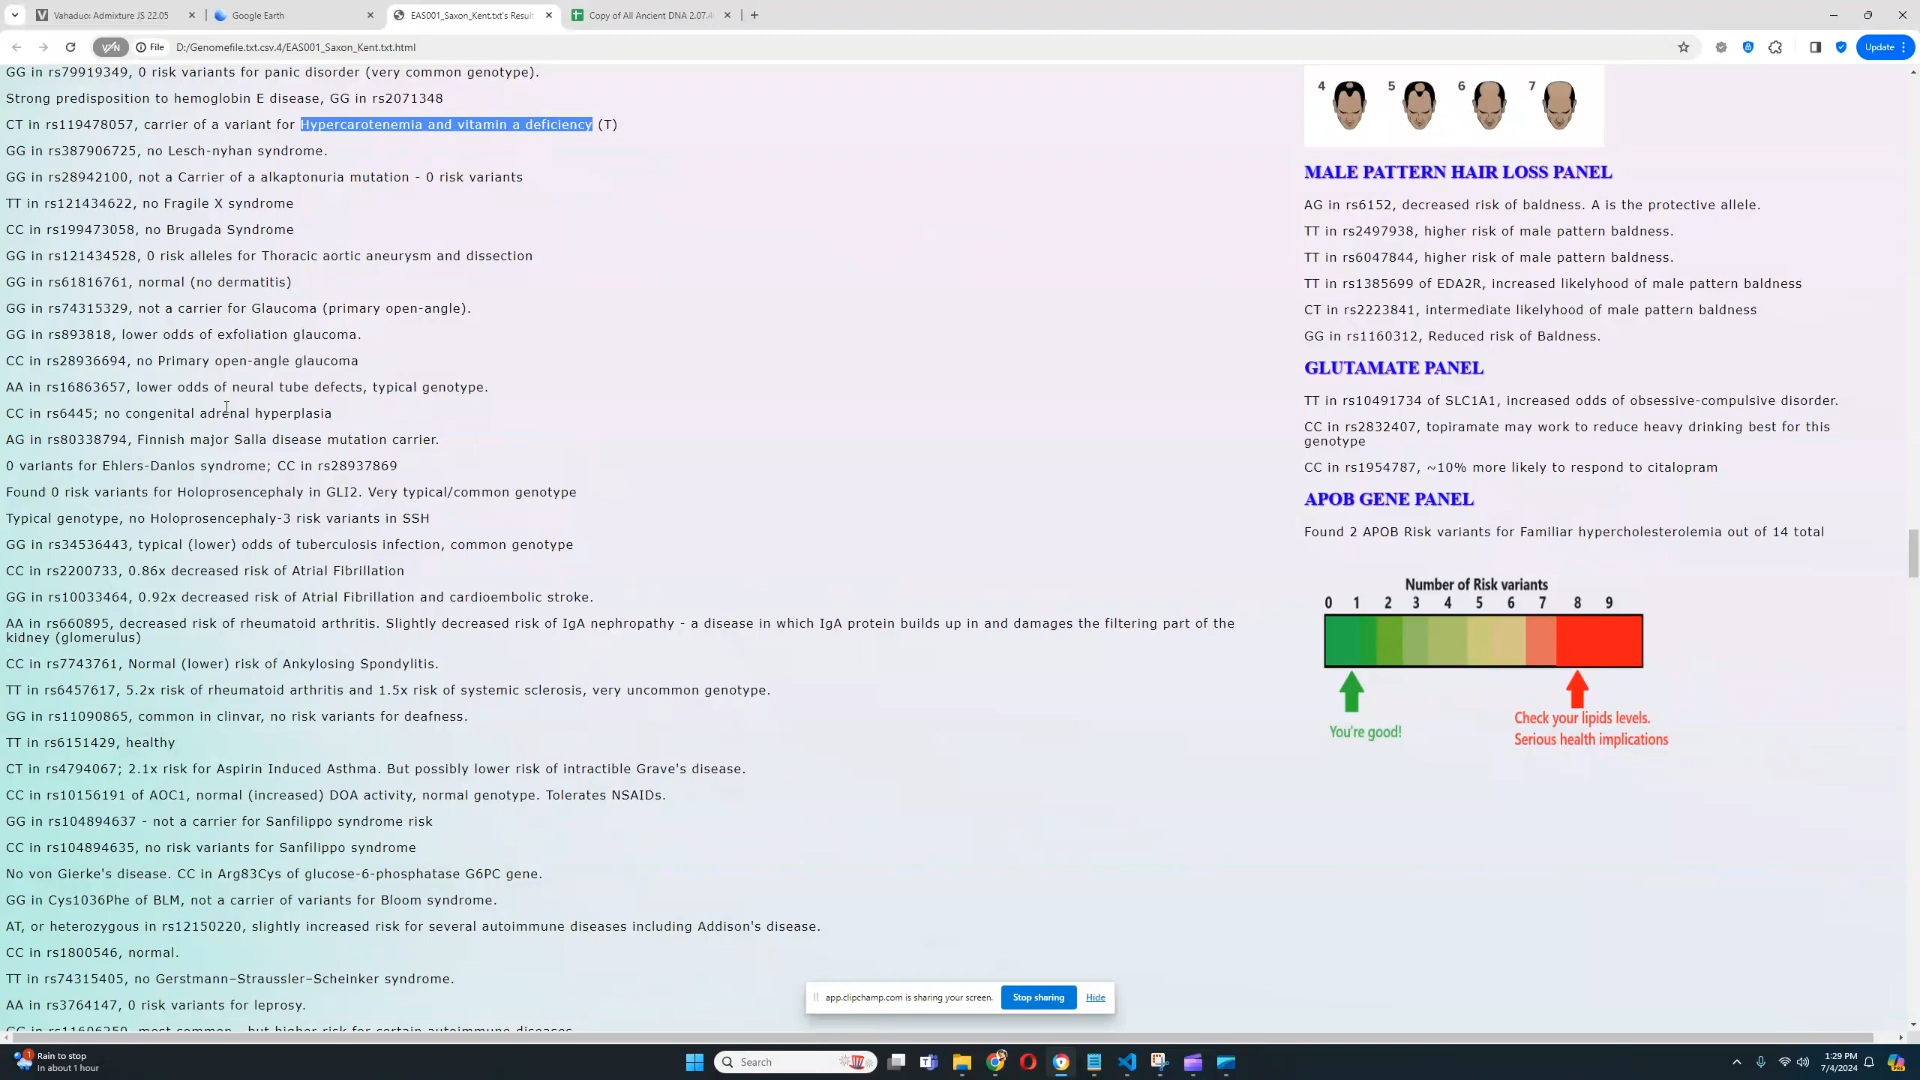 Vahaduo: Admixture JS 22.05
Google Earth
EAS001_Saxon_Kent.txt's Result
Copy of All Ancient DNA 2.07.
File
D:/Genomefile.txt.csv.4/EAS001_Saxon_Kent.txt.html
Update
GG in rs79919349, 0 risk variants for panic disorder (very common genotype).
Strong predisposition to hemoglobin E disease, GG in rs2071348
CT in rs119478057, carrier of a variant for Hypercarotenemia and vitamin a deficiency (T)
GG in rs387906725, no Lesch-nyhan syndrome.
GG in rs28942100, not a Carrier of a alkaptonuria mutation - 0 risk variants
TT in rs121434622, no Fragile X syndrome
CC in rs199473058, no Brugada Syndrome
GG in rs121434528, 0 risk alleles for Thoracic aortic aneurysm and dissection
GG in rs61816761, normal (no dermatitis)
GG in rs74315329, not a carrier for Glaucoma (primary open-angle).
GG in rs893818, lower odds of exfoliation glaucoma.
CC in rs28936694, no Primary open-angle glaucoma
AA in rs16863657, lower odds of neural tube defects, typical genotype.
CC in rs6445; no congenital adrenal hyperplasia
AG in rs80338794, Finnish major Salla disease mutation carrier.
0 variants for Ehlers-Danlos syndrome; CC in rs28937869
Found 0 risk variants for Holoprosencephaly in GLI2. Very typical/common genotype
Typical genotype, no Holoprosencephaly-3 risk variants in SSH
GG in rs34536443, typical (lower) odds of tuberculosis infection, common genotype
CC in rs2200733, 0.86x decreased risk of Atrial Fibrillation
GG in rs10033464, 0.92x decreased risk of Atrial Fibrillation and cardioembolic stroke.
AA in rs660895, decreased risk of rheumatoid arthritis. Slightly decreased risk of IgA nephropathy - a disease in which IgA protein builds up in and damages the filtering part of the
kidney (glomerulus)
CC in rs7743761, Normal (lower) risk of Ankylosing Spondylitis.
TT in rs6457617, 5.2x risk of rheumatoid arthritis and 1.5x risk of systemic sclerosis, very uncommon genotype.
GG in rs11090865, common in clinvar, no risk variants for deafness.
TT in rs6151429, healthy
CT in rs4794067; 2.1x risk for Aspirin Induced Asthma. But possibly lower risk of intractible Grave's disease.
CC in rs10156191 of AOC1, normal (increased) DOA activity, normal genotype. Tolerates NSAIDs.
GG in rs104894637 - not a carrier for Sanfilippo syndrome risk
CC in rs104894635, no risk variants for Sanfilippo syndrome
No von Gierke's disease. CC in Arg83Cys of glucose-6-phosphatase G6PC gene.
GG in Cys1036Phe of BLM, not a carrier of variants for Bloom syndrome.
AT, or heterozygous in rs12150220, slightly increased risk for several autoimmune diseases including Addison's disease.
CC in rs1800546, normal.
TT in rs74315405, no Gerstmann–Straussler–Scheinker syndrome.
AA in rs3764147, 0 risk variants for leprosy.
4 5 6 7
MALE PATTERN HAIR LOSS PANEL
AG in rs6152, decreased risk of baldness. A is the protective allele.
TT in rs2497938, higher risk of male pattern baldness.
TT in rs6047844, higher risk of male pattern baldness.
TT in rs1385699 of EDA2R, increased likelyhood of male pattern baldness
CT in rs2223841, intermediate likelyhood of male pattern baldness
GG in rs1160312, Reduced risk of Baldness.
GLUTAMATE PANEL
TT in rs10491734 of SLC1A1, increased odds of obsessive-compulsive disorder.
CC in rs2832407, topiramate may work to reduce heavy drinking best for this
genotype
CC in rs1954787, ~10% more likely to respond to citalopram
APOB GENE PANEL
Found 2 APOB Risk variants for Familiar hypercholesterolemia out of 14 total
Number of Risk variants
0 1 2 3 4 5 6 7 8 9
You're good!
Check your lipids levels.
Serious health implications
app.clipchamp.com is sharing your screen.
Stop sharing
Hide
Rain to stop
In about 1 hour
Search
1:29 PM
7/4/2024